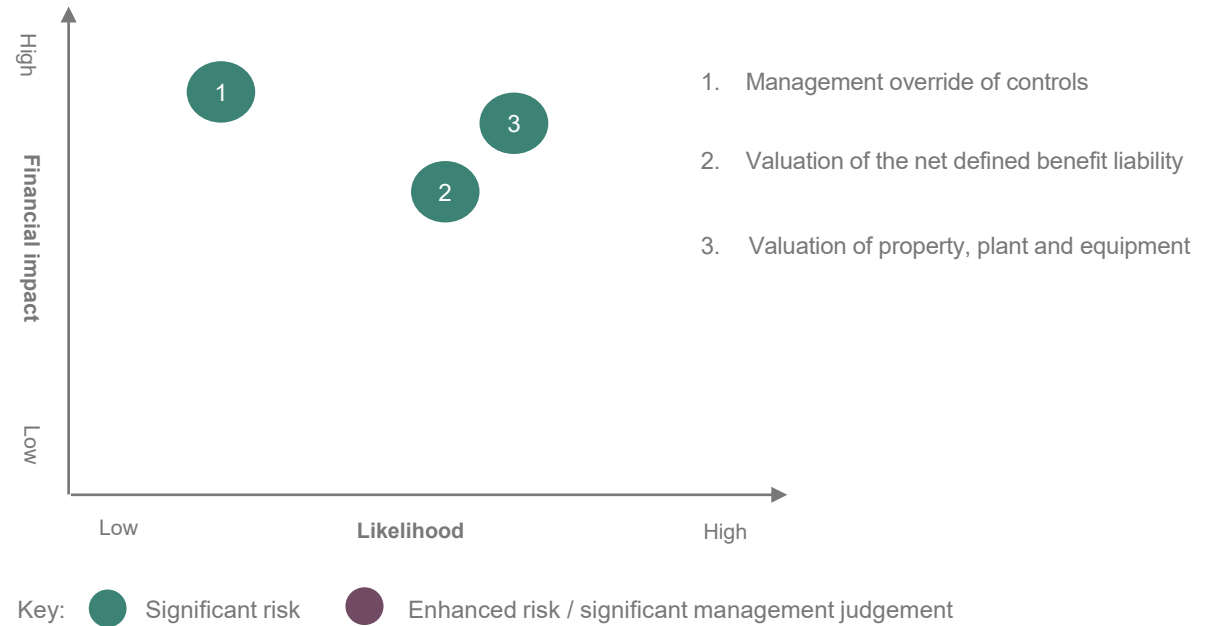 High
Financial impact
Low
1
3
2
1. Management override of controls
2. Valuation of the net defined benefit liability
3. Valuation of property, plant and equipment
Low
Likelihood
High
Key:
Significant risk
Enhanced risk / significant management judgement